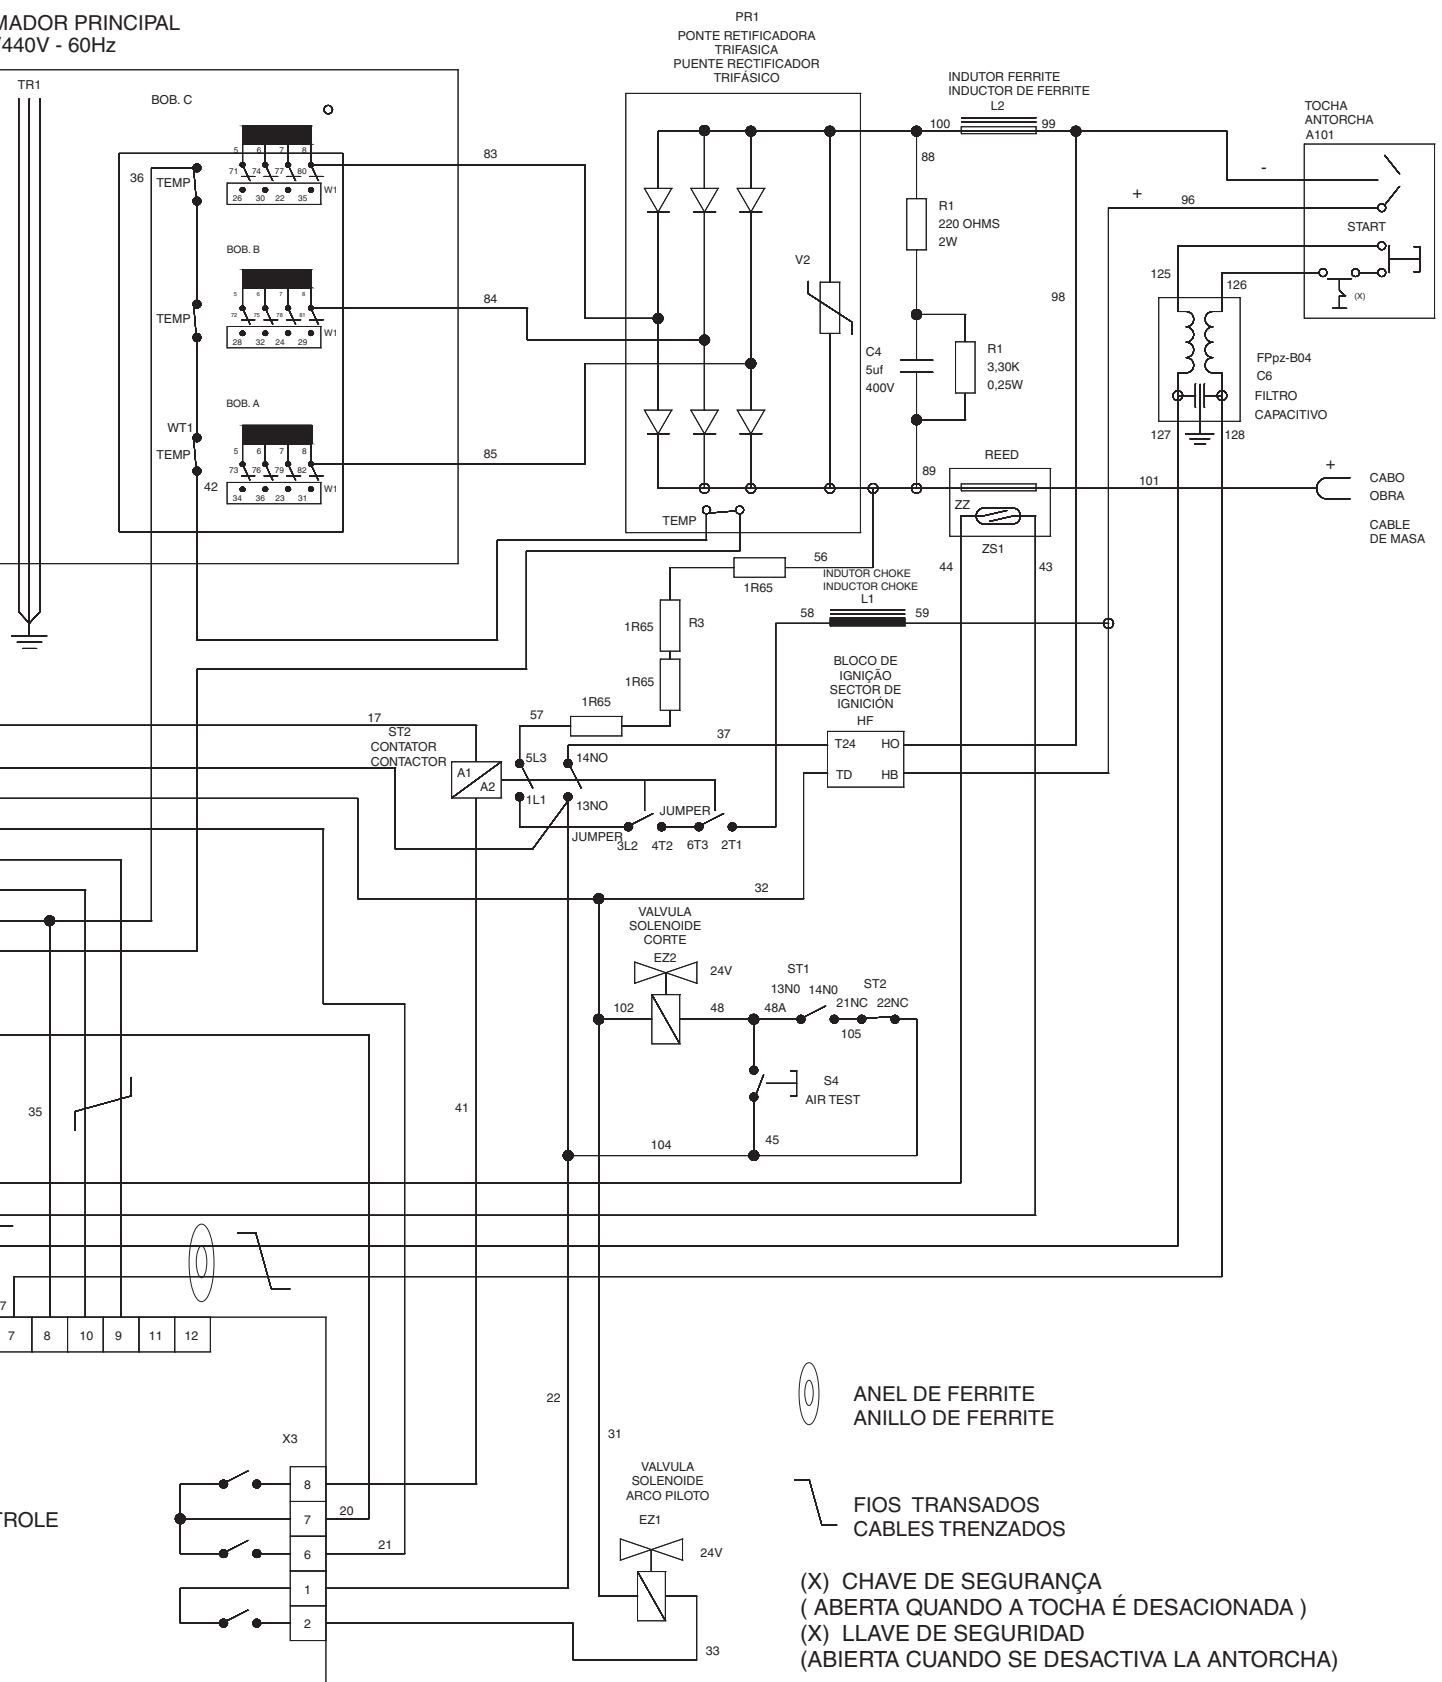 MADOR PRINCIPAL
/440V - 60Hz
TR1
BOB. C
5 6 7 8
71 74 77 80
W1
26 30 22 35
36
TEMP
83
BOB. B
5 6 7 8
72 75 78 81
W1
28 32 24 29
TEMP
84
BOB. A
WT1
5 6 7 8
TEMP
73 76 79 82
W1
34 36 23 31
42
85
PR1
PONTE RETIFICADORA
TRIFASICA
PUENTE RECTIFICADOR
TRIFÁSICO
V2
TEMP
INDUTOR FERRITE
INDUCTOR DE FERRITE
L2
100
99
88
R1
220 OHMS
2W
C4
5uf
400V
R1
3,30K
0,25W
89
98
TOCHA
ANTORCHA
A101
-
+
96
START
(X)
125
126
FPpz-B04
C6
FILTRO
CAPACITIVO
127
128
REED
ZZ
ZS1
44
43
101
+
CABO
OBRA
CABLE
DE MASA
56
1R65
1R65
R3
1R65
1R65
57
INDUTOR CHOKE
INDUCTOR CHOKE
L1
58
59
BLOCO DE
IGNIÇÃO
SECTOR DE
IGNICIÓN
HF
T24
HO
TD
HB
17
ST2
CONTATOR
CONTACTOR
A1
A2
5L3
14NO
37
1L1
13NO
JUMPER
JUMPER
3L2
4T2
6T3
2T1
32
VALVULA
SOLENOIDE
CORTE
EZ2
24V
102
48
48A
ST1
13N0
14N0
ST2
21NC
22NC
105
S4
AIR TEST
45
104
35
41
7
7 8 10 9 11 12
22
31
X3
8
7
6
1
2
20
21
TROLE
VALVULA
SOLENOIDE
ARCO PILOTO
EZ1
24V
33
ANEL DE FERRITE
ANILLO DE FERRITE
FIOS TRANSADOS
CABLES TRENZADOS
(X) CHAVE DE SEGURANÇA
( ABERTA QUANDO A TOCHA É DESACIONADA )
(X) LLAVE DE SEGURIDAD
(ABIERTA CUANDO SE DESACTIVA LA ANTORCHA)